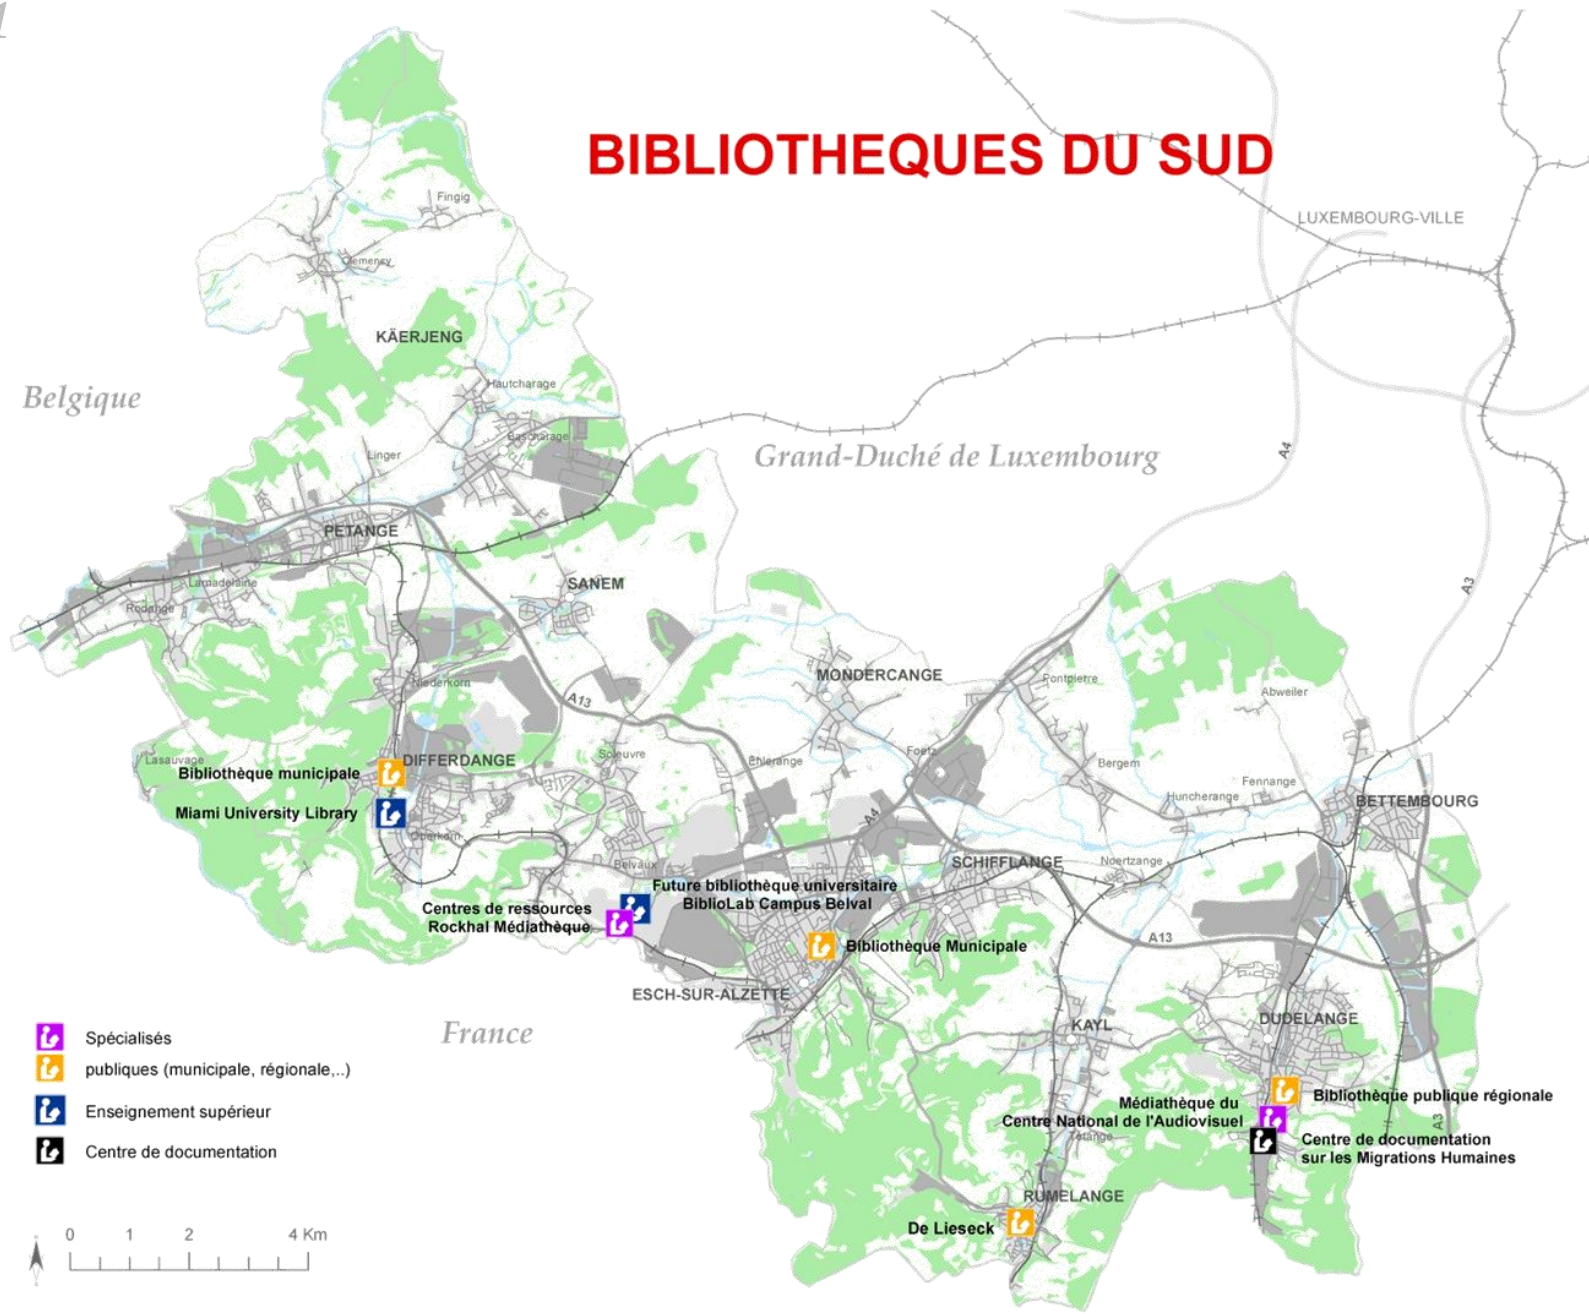 BIBLIOTHEQUES DU SUD
Fingig
LUXEMBOURG-VILLE
Clemency
KÄERJENG
Hautcharage
Belgique
Bascharage
A4
Grand-Duché de Luxembourg
Linger
PETANGE
Lamadelaine
SANEM
A3
Rodange
MONDERCANGE
Pontpierre
Niederkorn
Abweiler
A13
Lasauvage
DIFFERDANGE
Soleuvre
Ehlerange
Foetz
Bergem
Bibliothèque municipale
Fennange
Huncherange
BETTEMBOURG
Miami University Library
A4
Oberkorn
Belvaux
SCHIFFLANGE
Noertzange
Future bibliothèque universitaire
BiblioLab Campus Belval
Centres de ressources
Rockhal Médiathèque
Bibliothèque Municipale
A13
ESCH-SUR-ALZETTE
DUDELANGE
KAYL
France
Spécialisés
publiques (municipale, régionale,..)
Enseignement supérieur
Centre de documentation
Bibliothèque publique régionale
Médiathèque du
Centre National de l'Audiovisuel
A3
Tétange
Centre de documentation
sur les Migrations Humaines
RUMELANGE
De Lieseck
0 1 2 4 Km